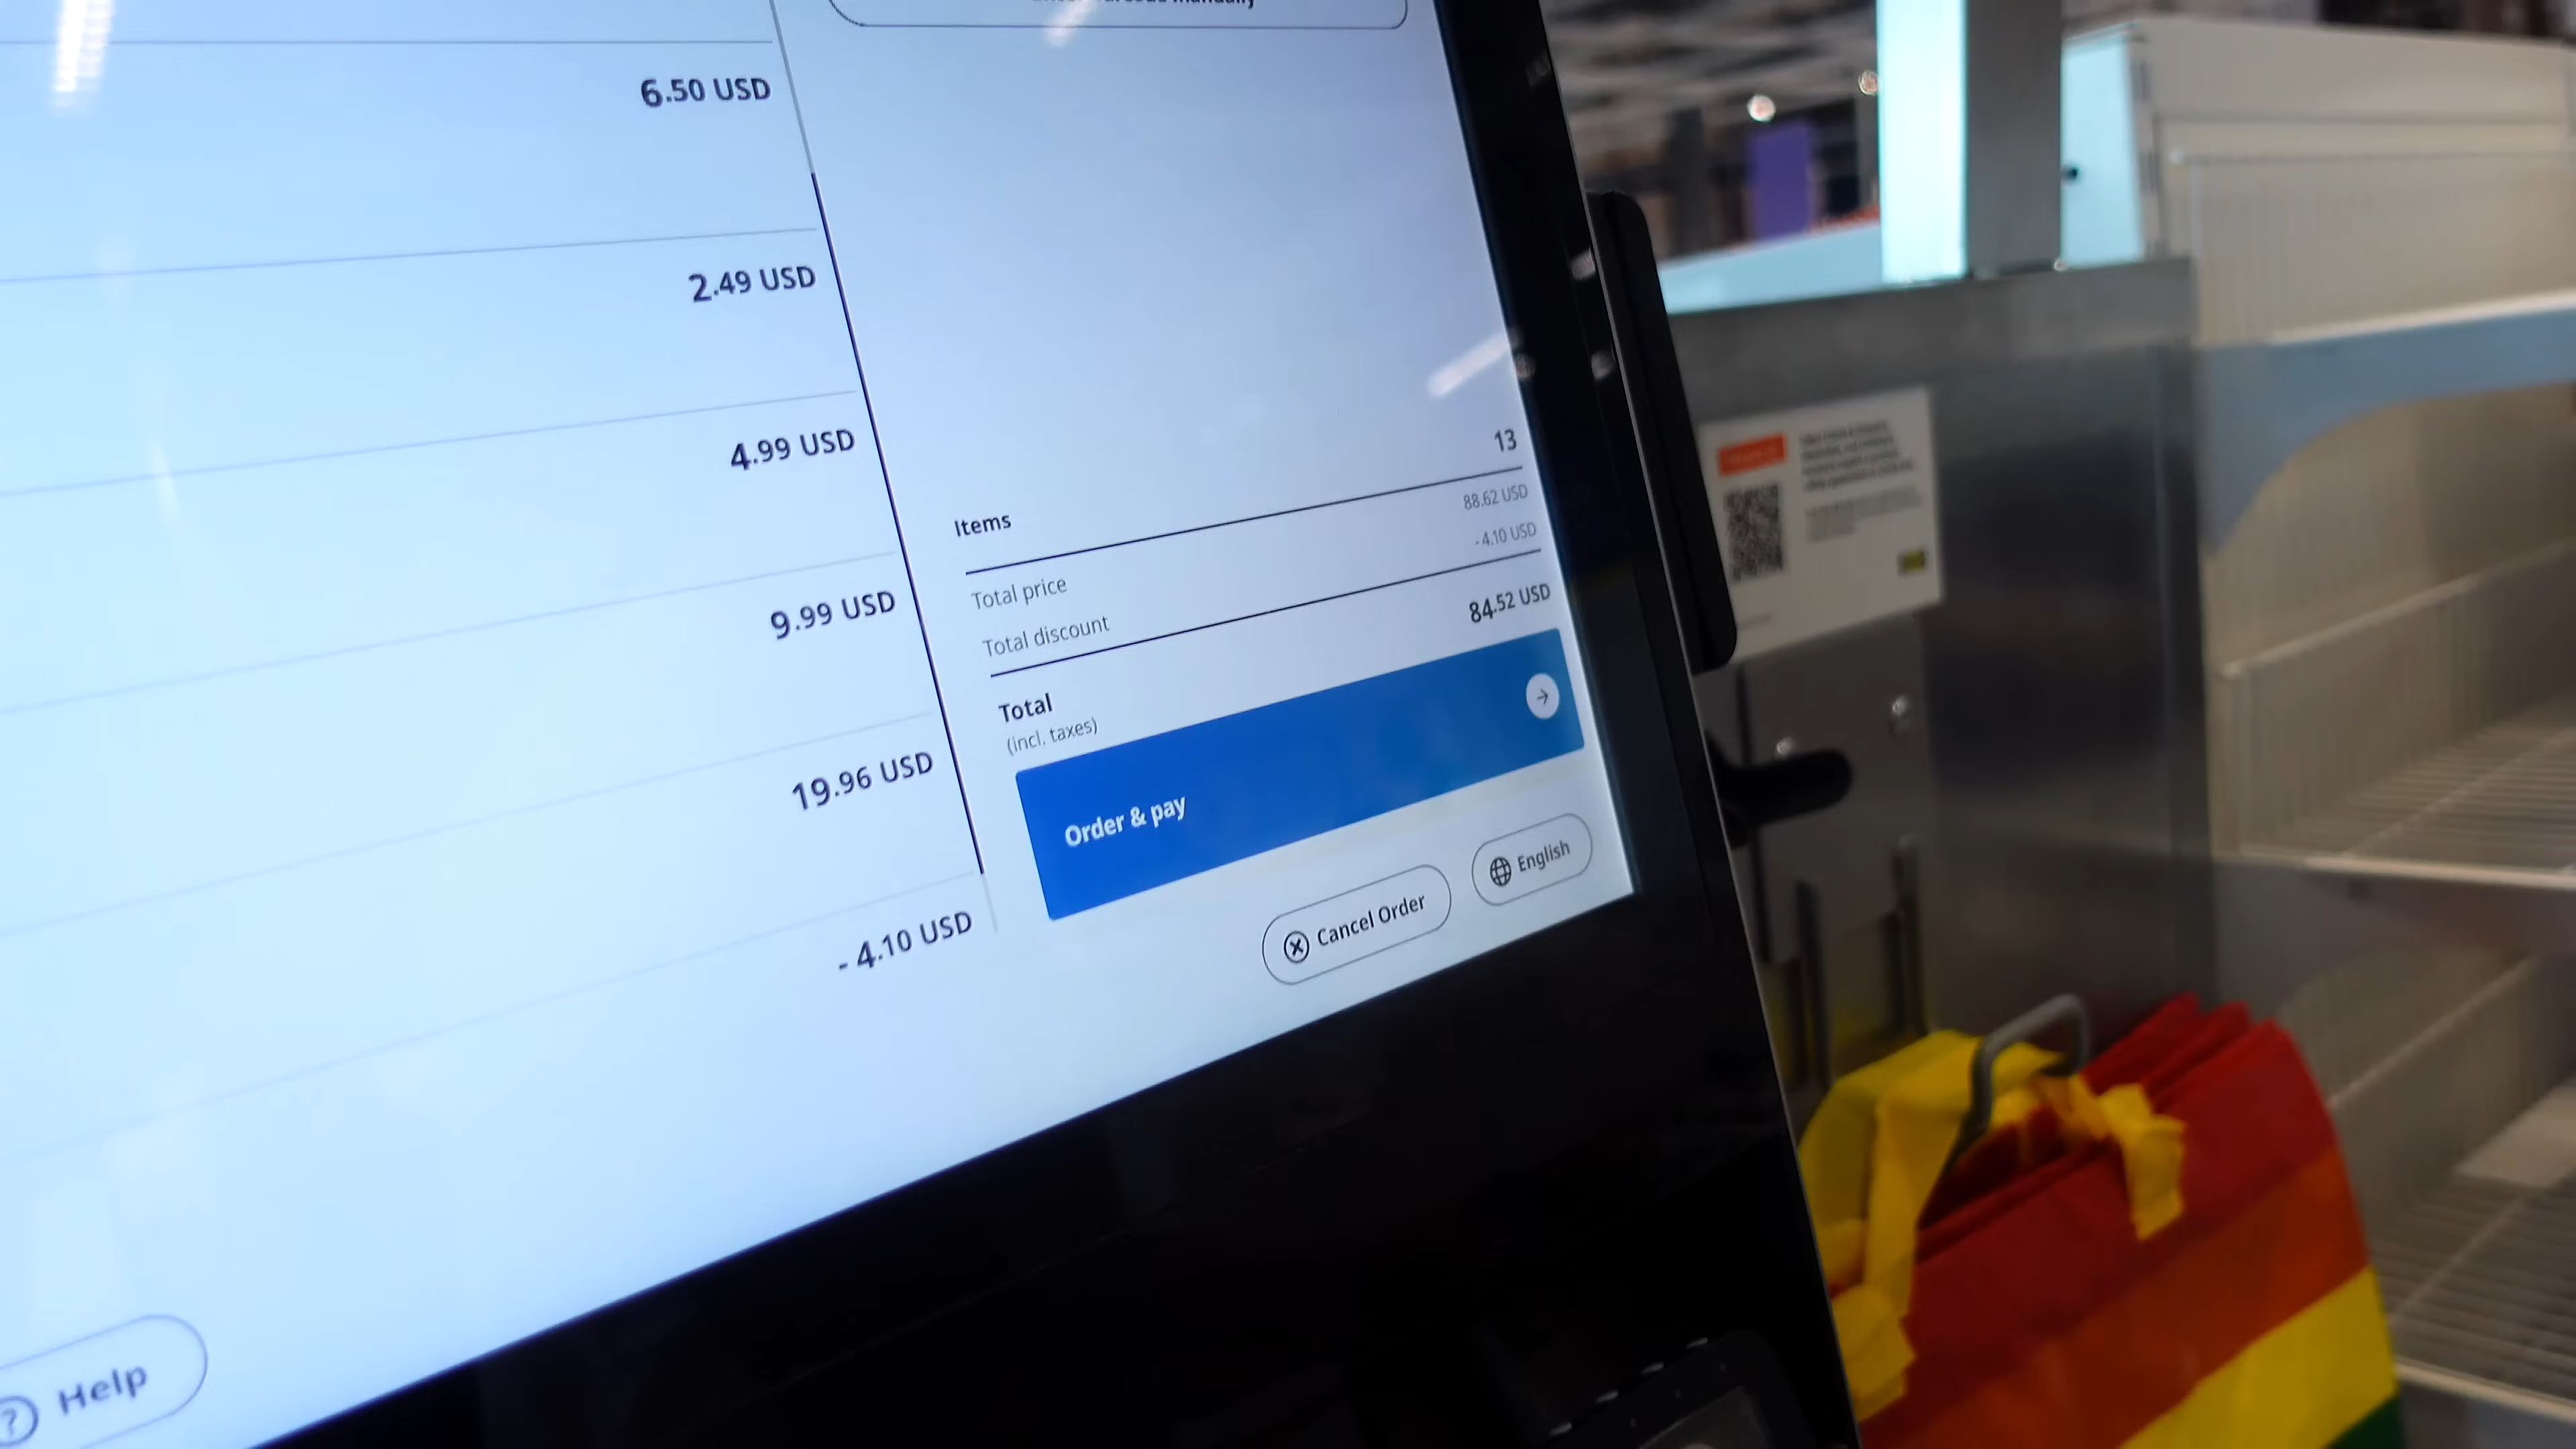 manually
6.50 USD
2.49 USD
4.99 USD
9.99 USD
19.96 USD
- 4.10 USD
Help
Items 13
Total price 88.62 USD
Total discount - 4.10 USD
Total 84.52 USD
(incl. taxes)
Order & pay
Cancel Order
English